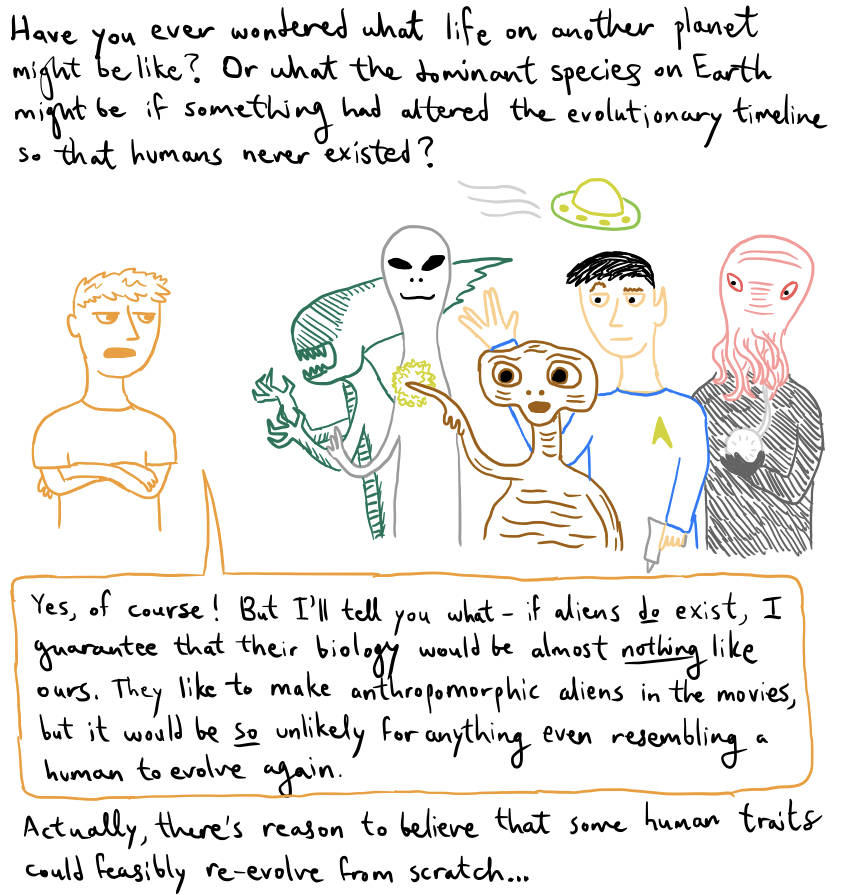 Have you ever wondered what life on another planet
might be like? Or what the dominant species on Earth
might be if something had altered the evolutionary timeline
so that humans never existed?
Yes, of course! But I'll tell you what - if aliens do exist, I
guarantee that their biology would be almost nothing like
ours. They like to make anthropomorphic aliens in the movies,
but it would be so unlikely for anything even resembling a
human to evolve again.
Actually, there's reason to believe that some human traits
could feasibly re-evolve from scratch...